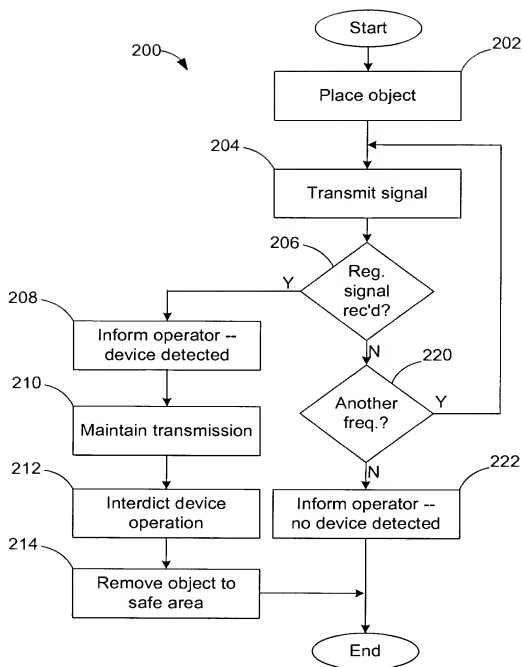 Start
200
202
Place object
204
Transmit signal
206
Reg.
signal
rec'd?
Y
N
208
Inform operator --
device detected
220
210
Another
freq.?
Y
Maintain transmission
N
212
222
Interdict device
operation
Inform operator --
no device detected
214
Remove object to
safe area
End